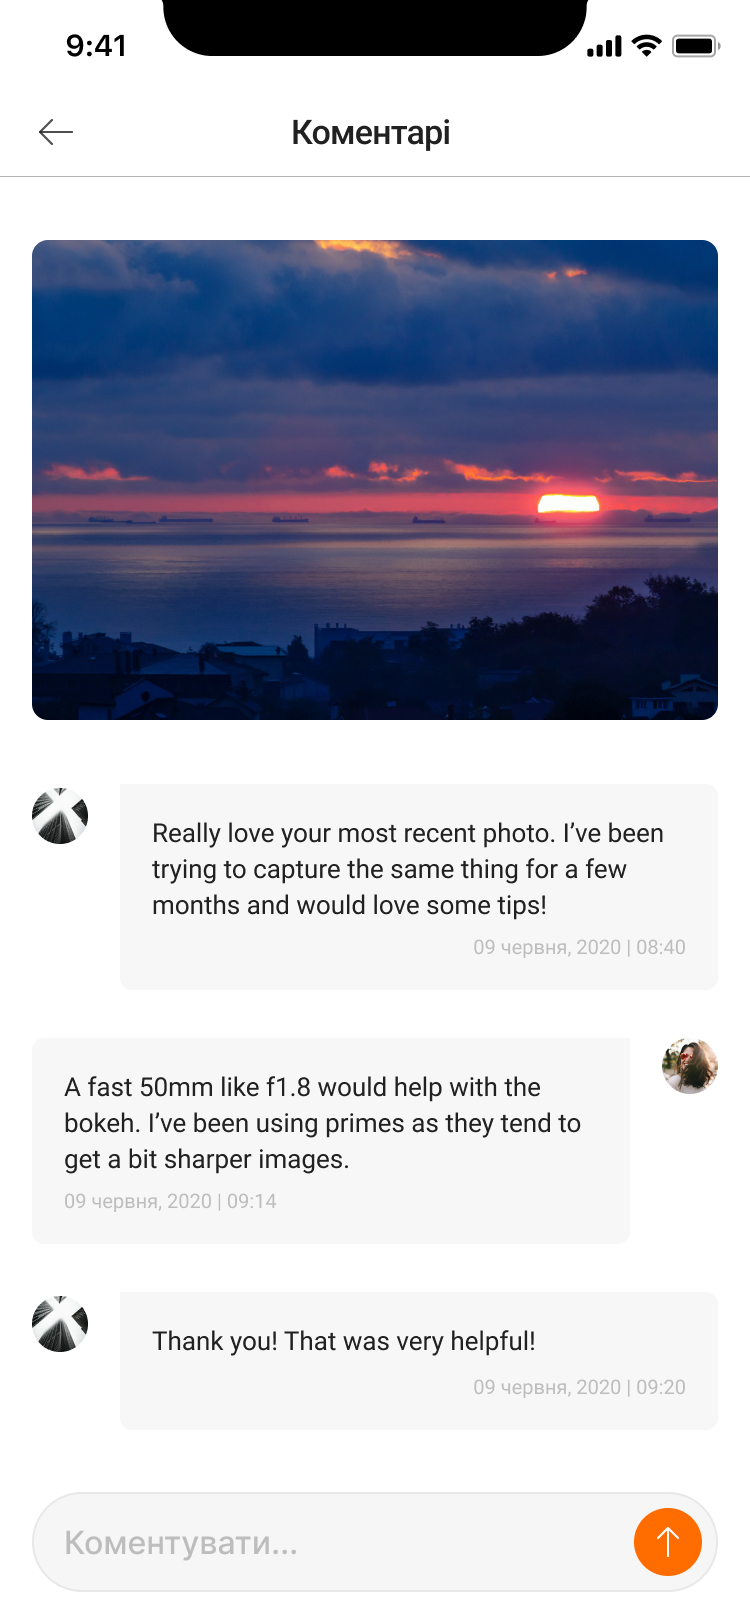 9:41
Коментарі
Really love your most recent photo. I’ve been
trying to capture the same thing for a few
months and would love some tips!
09 червня, 2020 | 08:40
A fast 50mm like f1.8 would help with the
bokeh. I’ve been using primes as they tend to
get a bit sharper images.
09 червня, 2020 | 09:14
Thank you! That was very helpful!
09 червня, 2020 | 09:20
Коментувати...